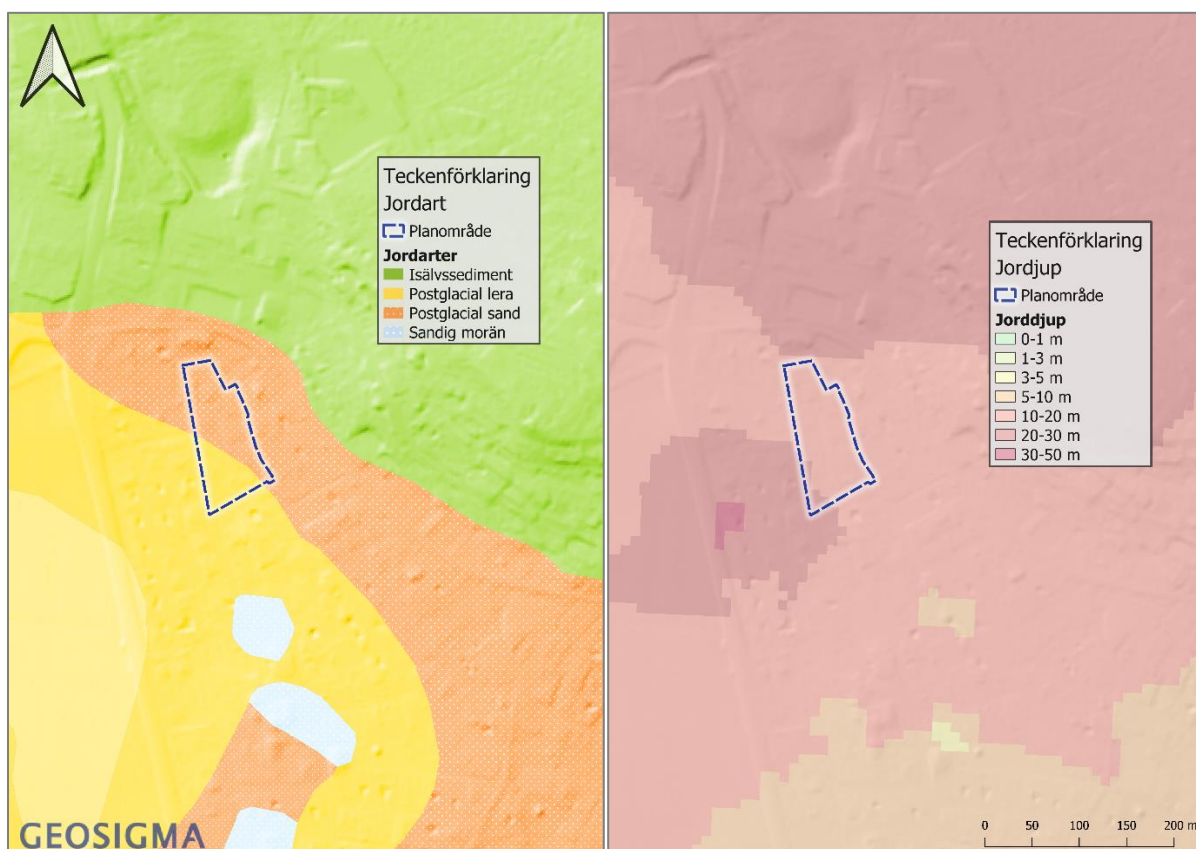 Teckenförklaring
Jordart
Planområde
Jordarter
Isälvssediment
Postglacial lera
Postglacial sand
Sandig morän
GEOSIGMA
Teckenförklaring
Jordjup
Planområde
Jorddjup
0-1 m
1-3 m
3-5 m
5-10 m
10-20 m
20-30 m
30-50 m
0 50 100 150 200 m